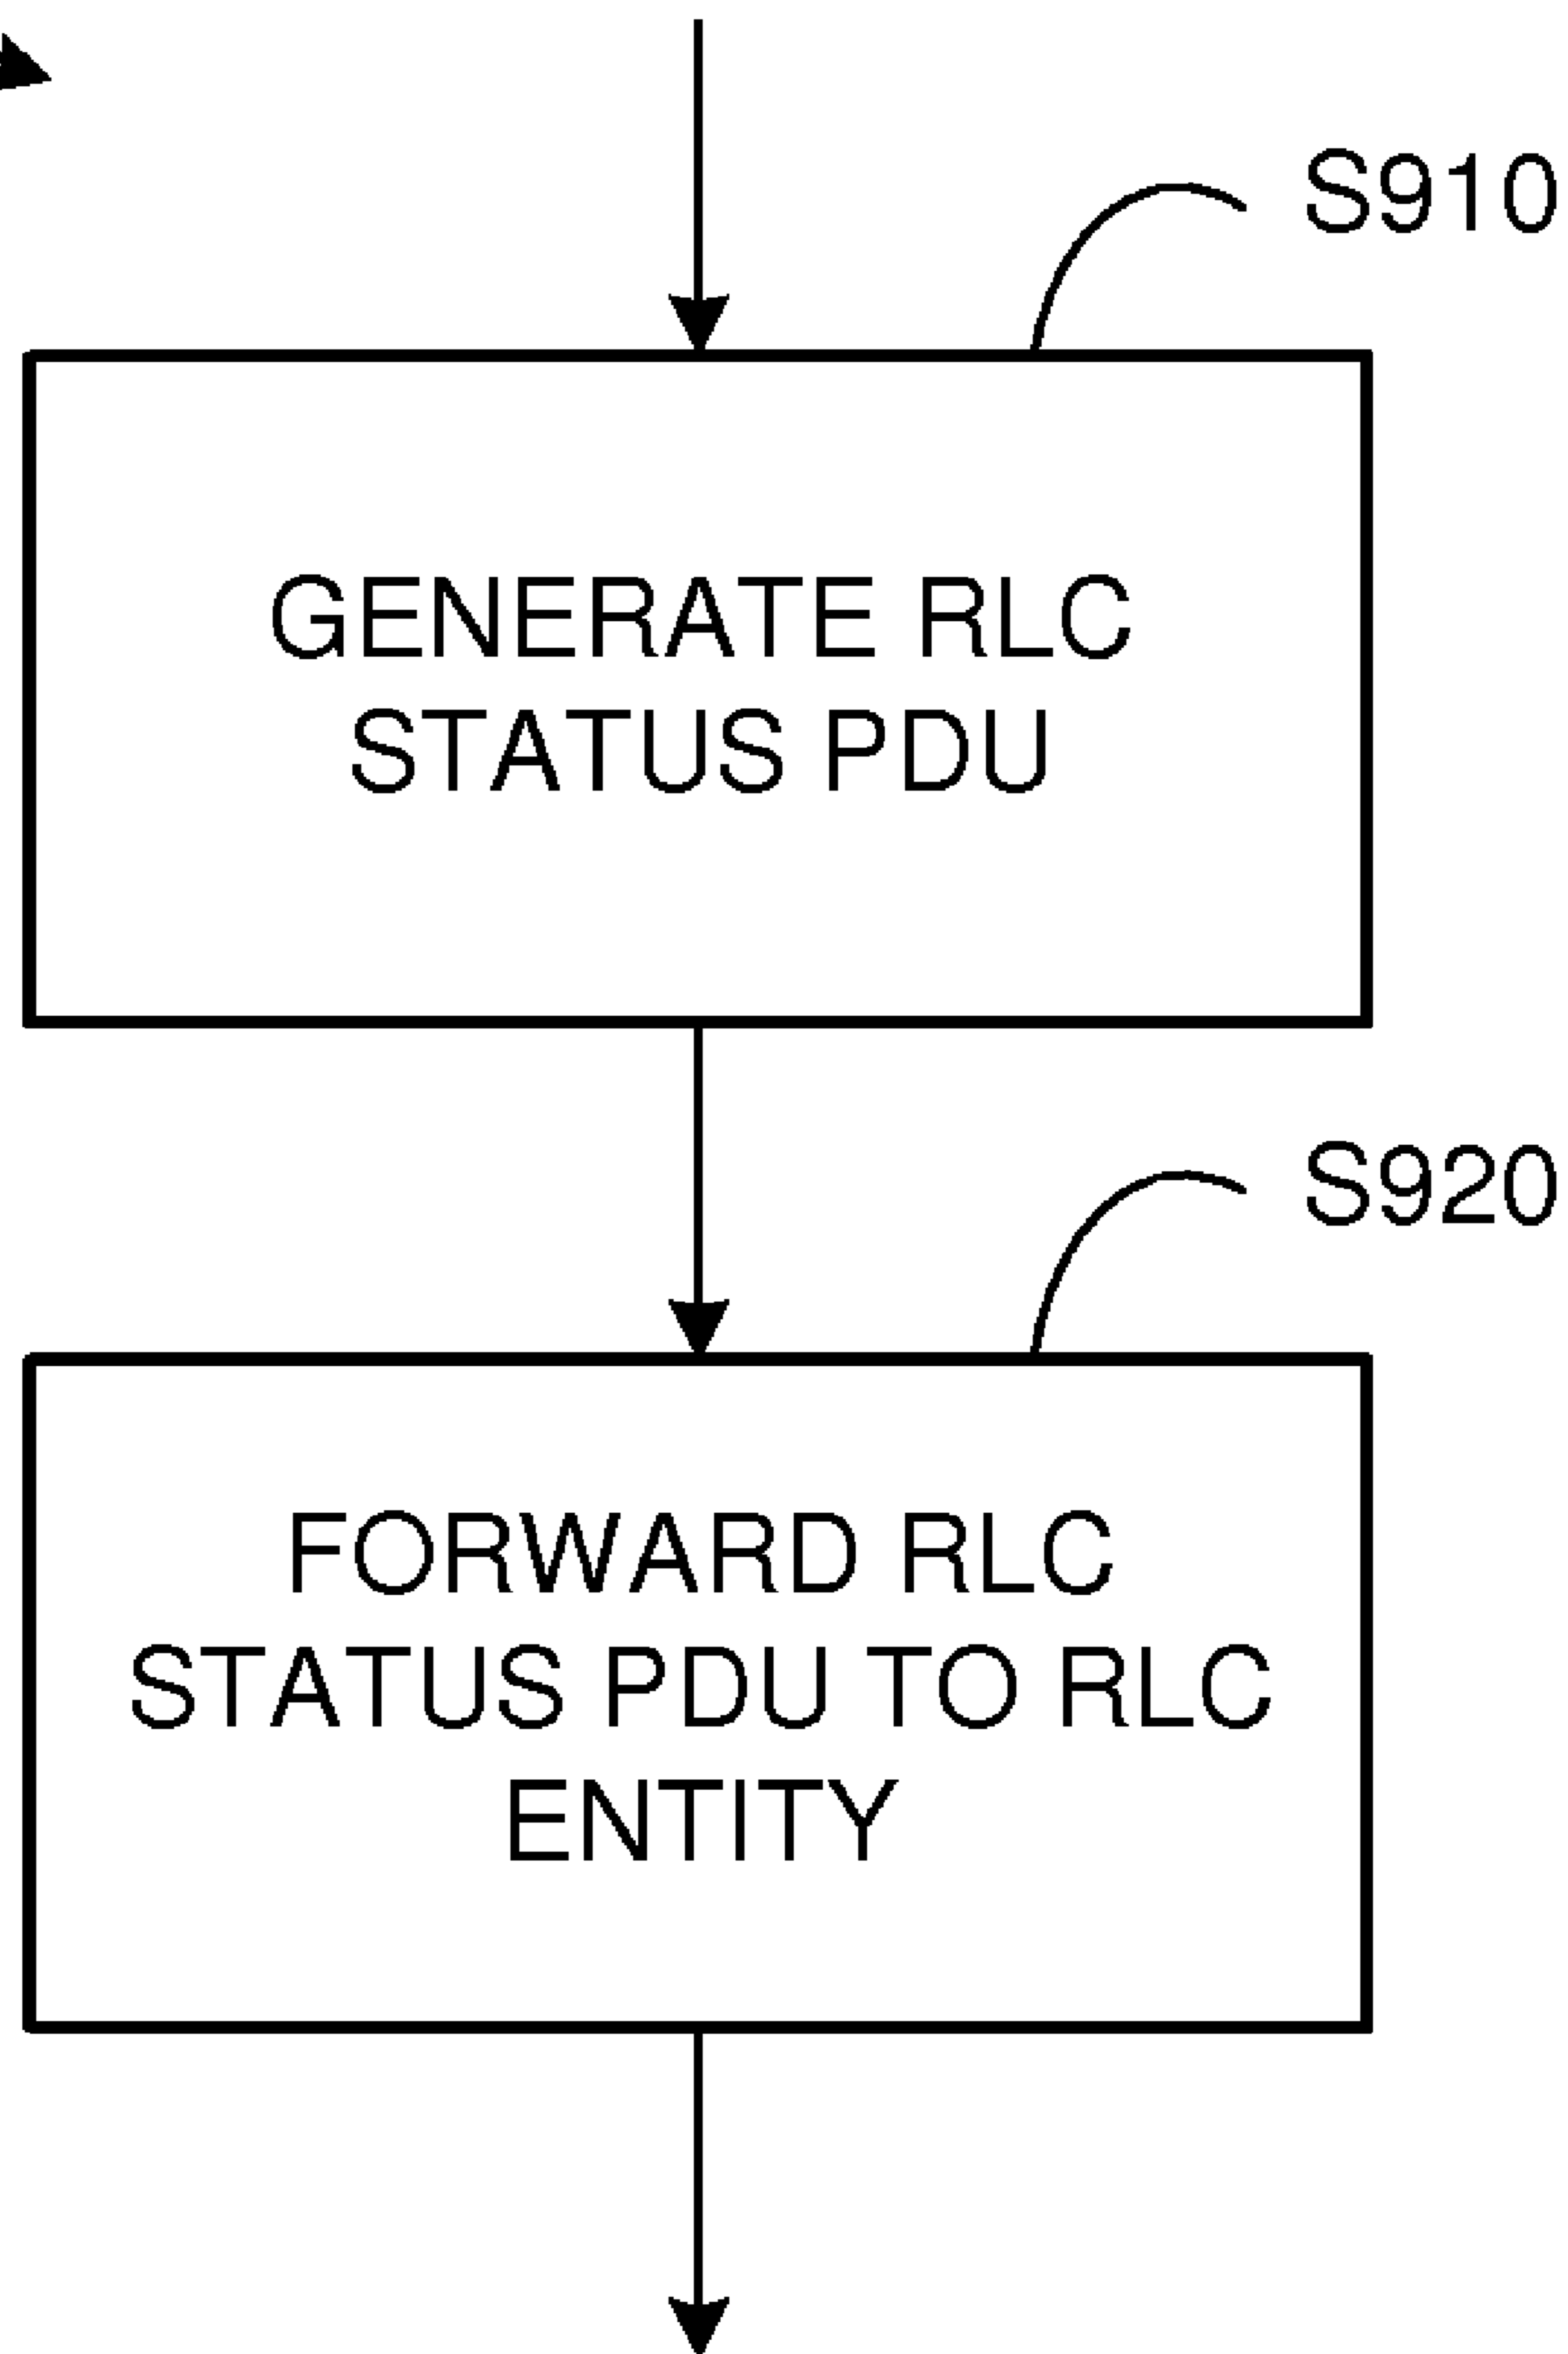 S910
GENERATE RLC
STATUS PDU
S920
FORWARD RLC
STATUS PDU TO RLC
ENTITY